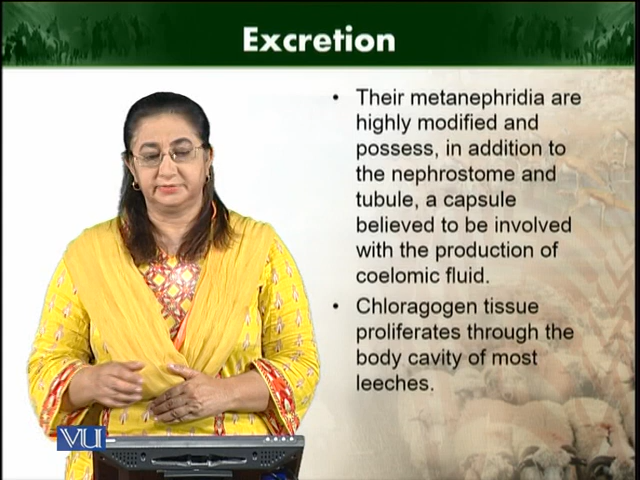 Excretion
• Their metanephridia are
highly modified and
possess, in addition to
the nephrostome and
tubule, a capsule
believed to be involved
with the production of
coelomic fluid.
• Chloragogen tissue
proliferates through the
body cavity of most
leeches.
VU